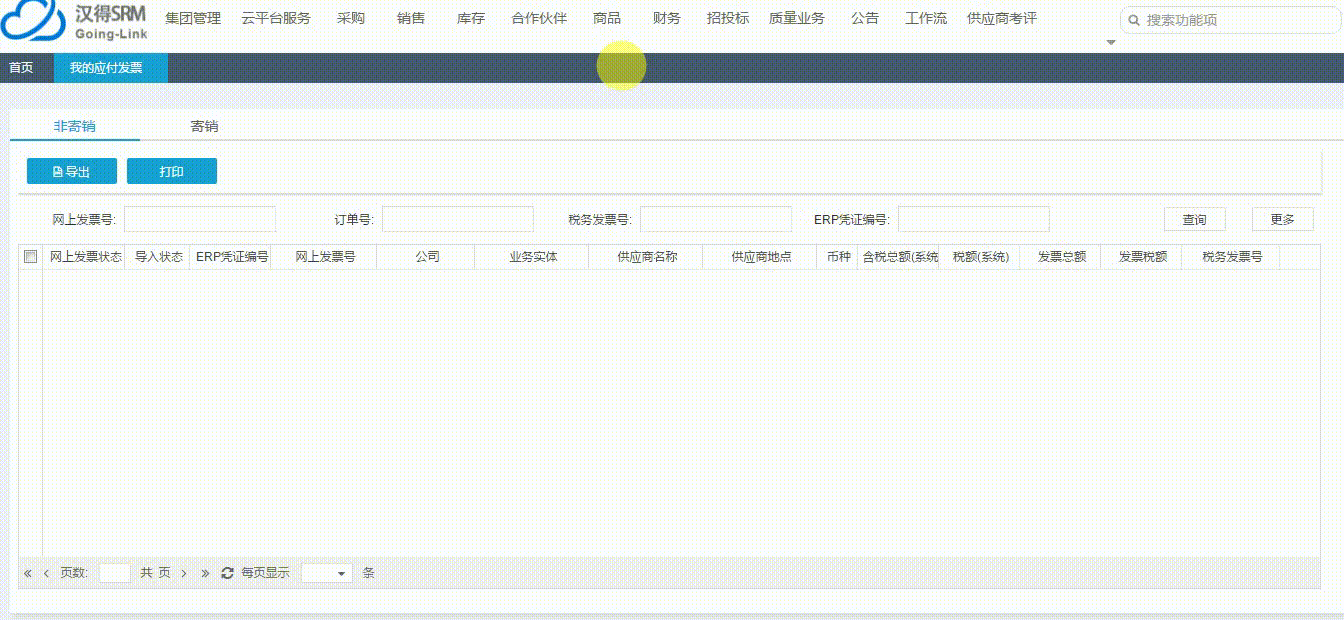 汉得SRM
Going-Link
集团管理 云平台服务 采购 销售 库存 合作伙伴 商品 财务 招投标 质量业务 公告 工作流 供应商考评 搜索功能项
首页 我的应付发票
非寄销 寄销
导出 打印
网上发票号: 订单号: 税务发票号: ERP凭证编号: 查询 更多
网上发票状态 导入状态 ERP凭证编号 网上发票号 公司 业务实体 供应商名称 供应商地点 币种 含税总额(系统 税额(系统) 发票总额 发票税额 税务发票号
« ‹ 页数: 共 页 › » 每页显示 条